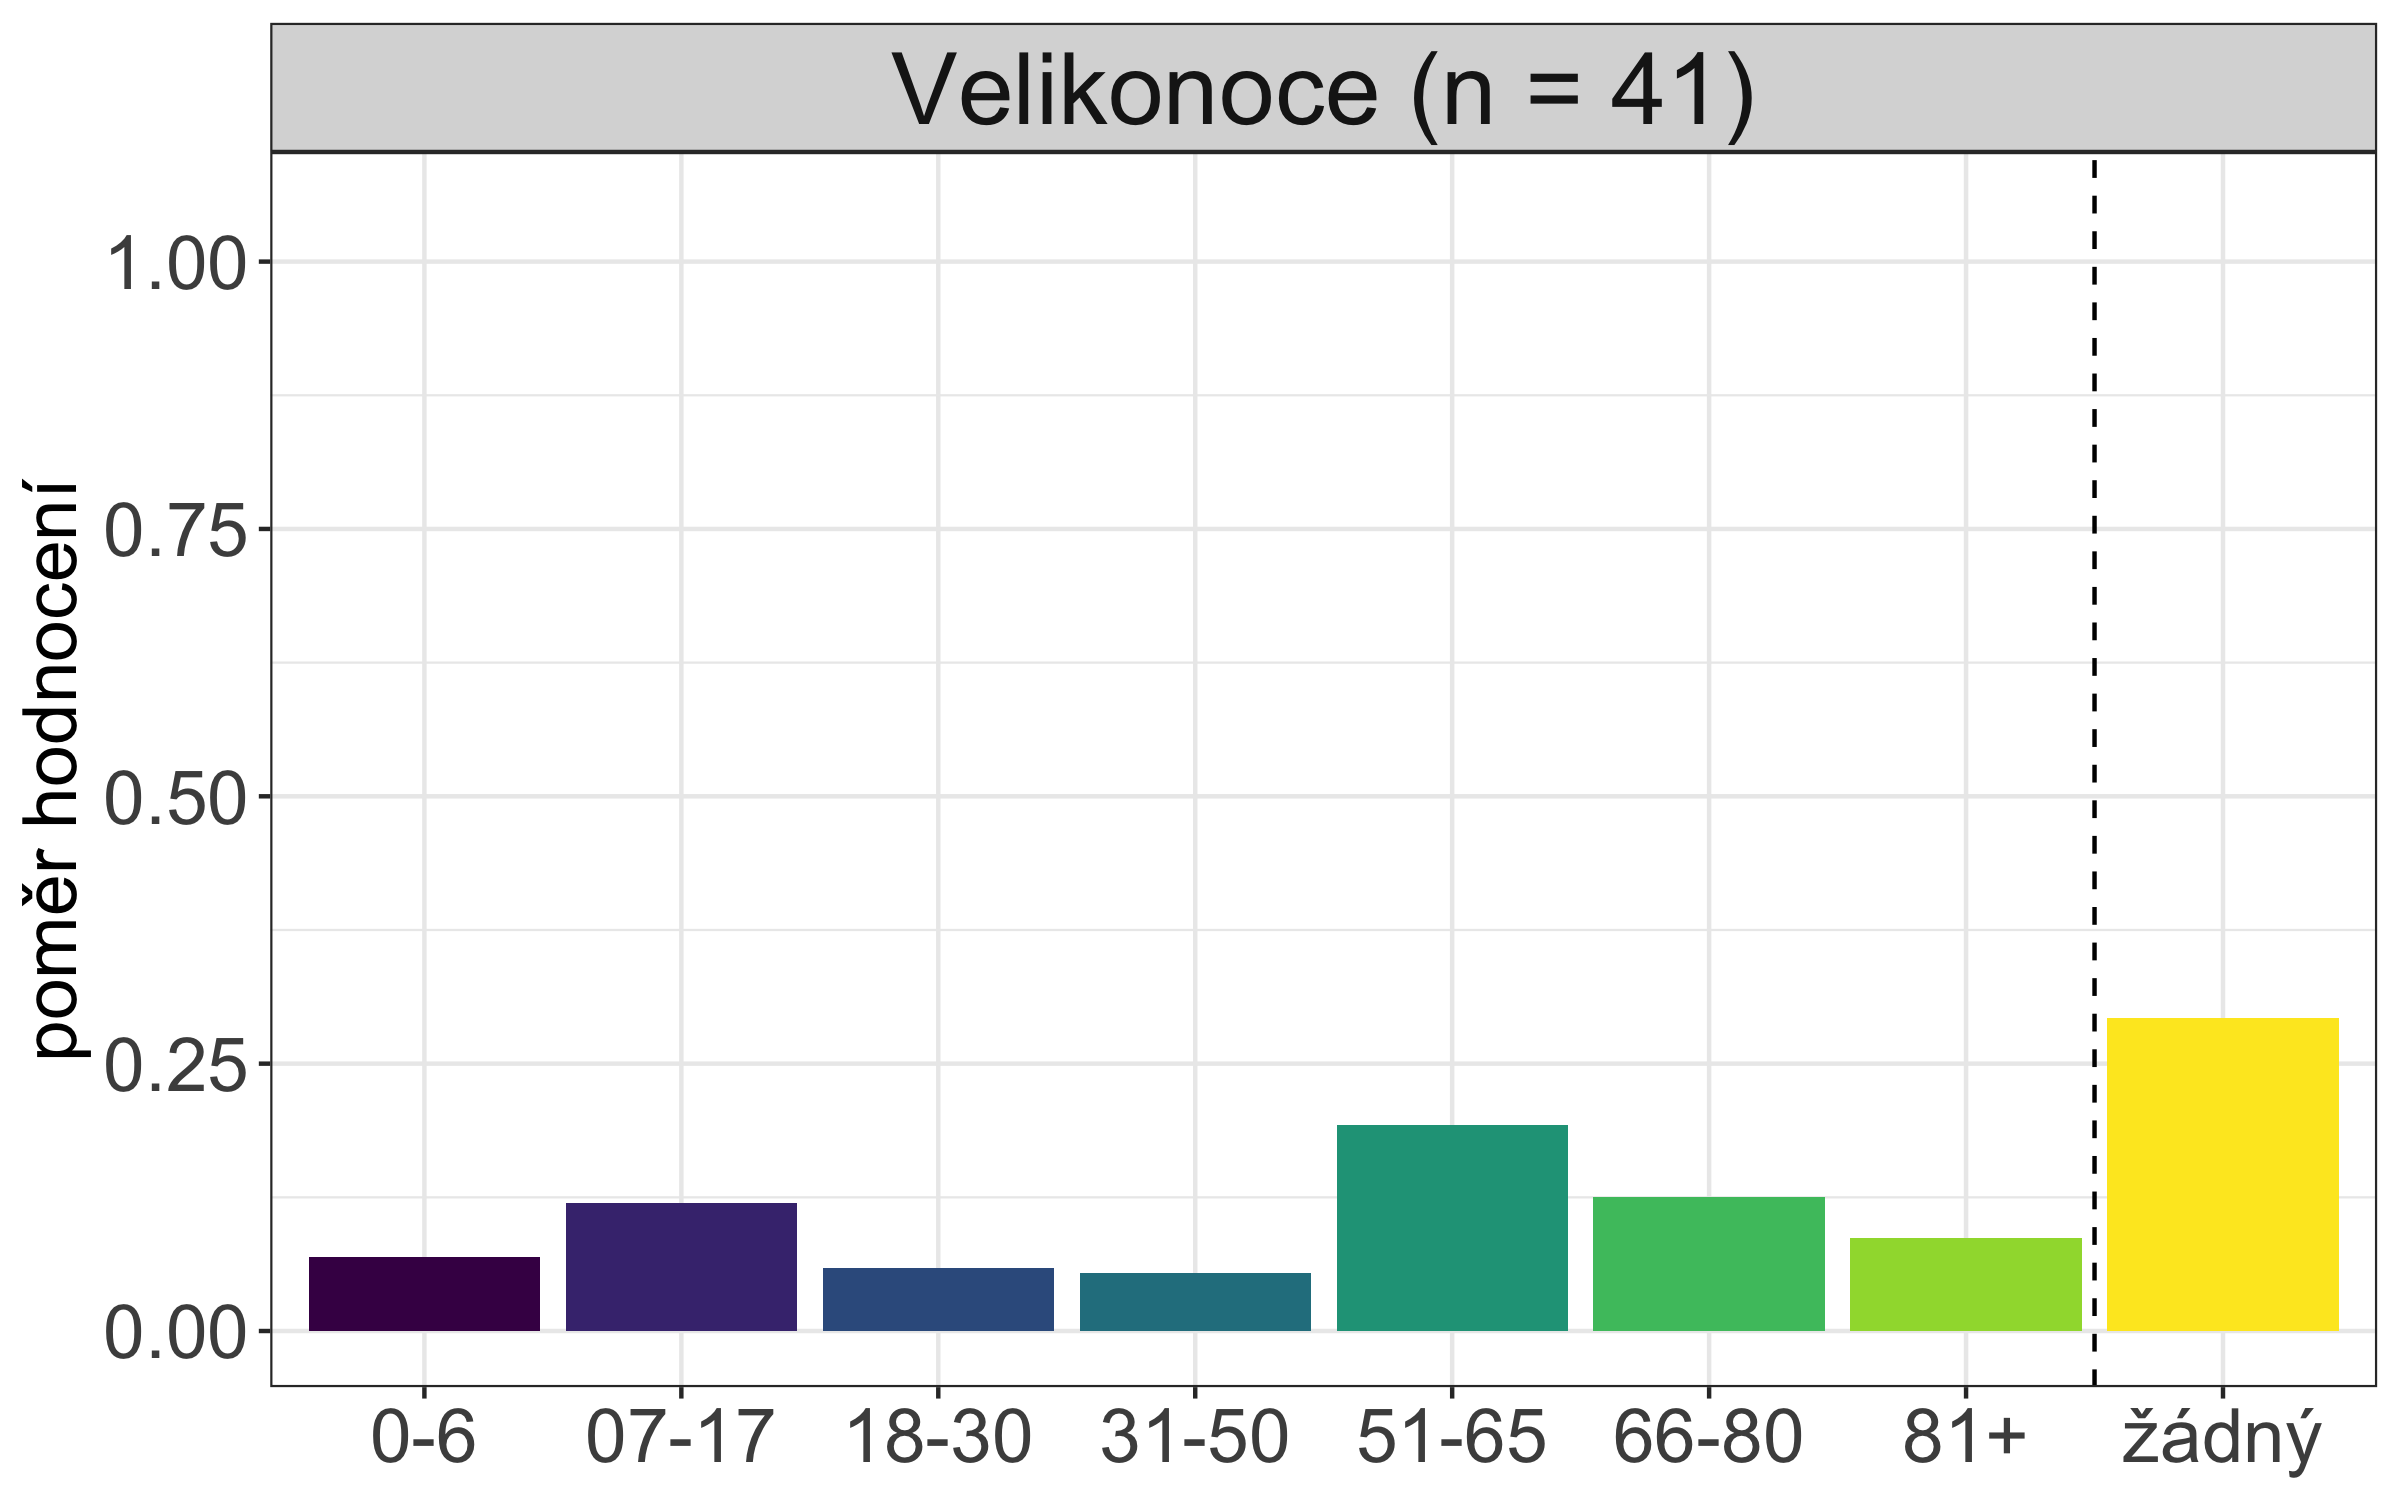 Velikonoce (n = 41)
poměr hodnocení
1.00
0.75
0.50
0.25
0.00
0-6 07-17 18-30 31-50 51-65 66-80 81+ žádný